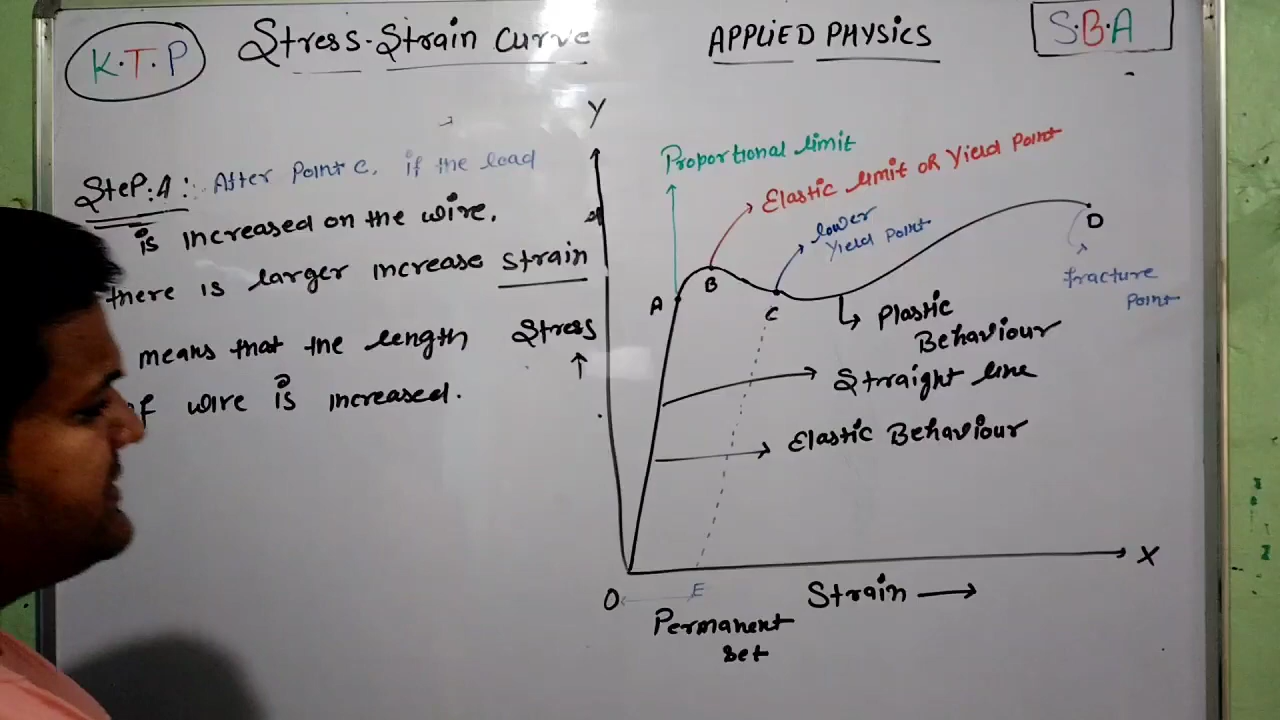 K.T.P
Stress-Strain Curve
APPLIED PHYSICS
S.B.A
Step:4: After Point C, if the load
is increased on the wire,
there is larger increase strain
means that the length
of wire is increased.
Y
Stress
Proportional limit
Elastic limit or Yield Point
lower
Yield Point
A
B
C
D
fracture
Point
Plastic
Behaviour
Straight line
Elastic Behaviour
X
O
E
Strain
Permanent
set